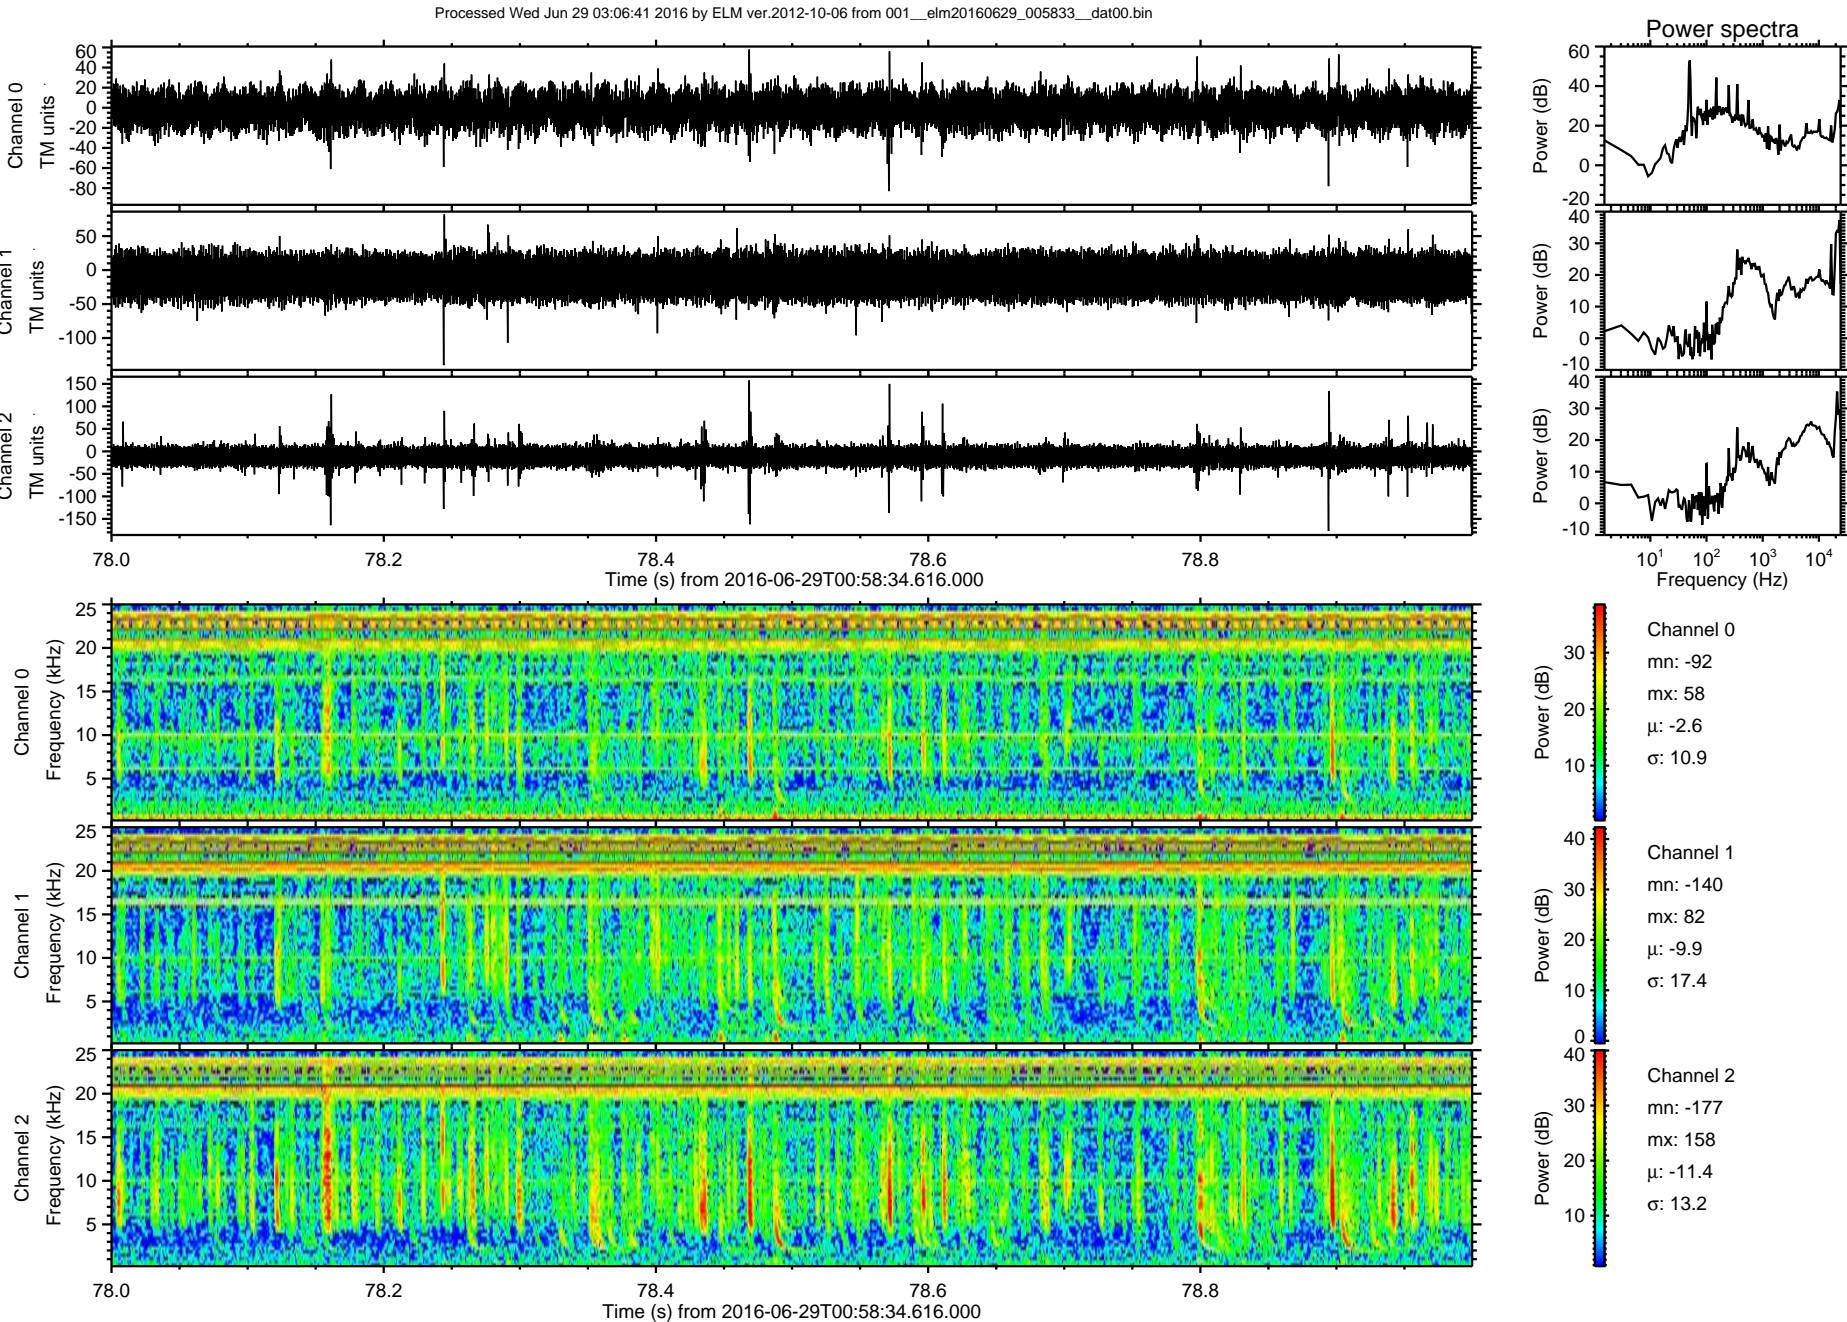 Processed Wed Jun 29 03:06:41 2016 by ELM ver.2012-10-06 from 001__elm20160629_005833__dat00.bin
Power spectra
Channel 0
TM units
60
40
20
0
-20
-40
-60
-80
Power (dB)
60
40
20
0
-20
Channel 1
TM units
50
0
-50
-100
Power (dB)
40
30
20
10
0
-10
Channel 2
TM units
150
100
50
0
-50
-100
-150
Power (dB)
40
30
20
10
0
-10
78.0 78.2 78.4 78.6 78.8
Time (s) from 2016-06-29T00:58:34.616.000
10¹ 10² 10³ 10⁴
Frequency (Hz)
Channel 0
Frequency (kHz)
25
20
15
10
5
Power (dB)
30
20
10
Channel 0
mn: -92
mx: 58
μ: -2.6
σ: 10.9
Channel 1
Frequency (kHz)
25
20
15
10
5
Power (dB)
40
30
20
10
0
Channel 1
mn: -140
mx: 82
μ: -9.9
σ: 17.4
Channel 2
Frequency (kHz)
25
20
15
10
5
Power (dB)
40
30
20
10
Channel 2
mn: -177
mx: 158
μ: -11.4
σ: 13.2
78.0 78.2 78.4 78.6 78.8
Time (s) from 2016-06-29T00:58:34.616.000